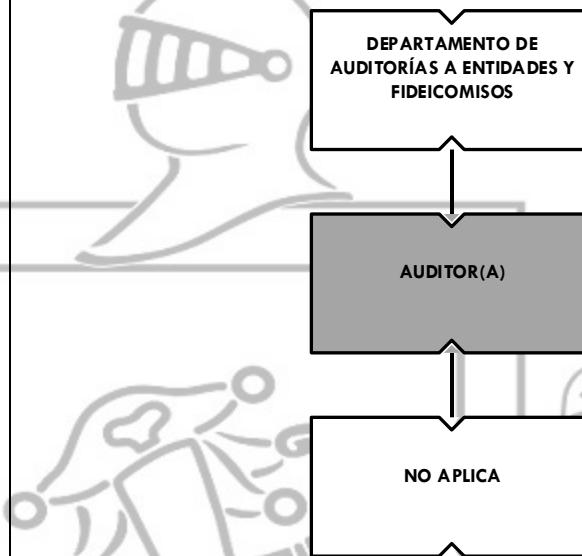 DEPARTAMENTO DE
AUDITORÍAS A ENTIDADES Y
FIDEICOMISOS
AUDITOR(A)
NO APLICA